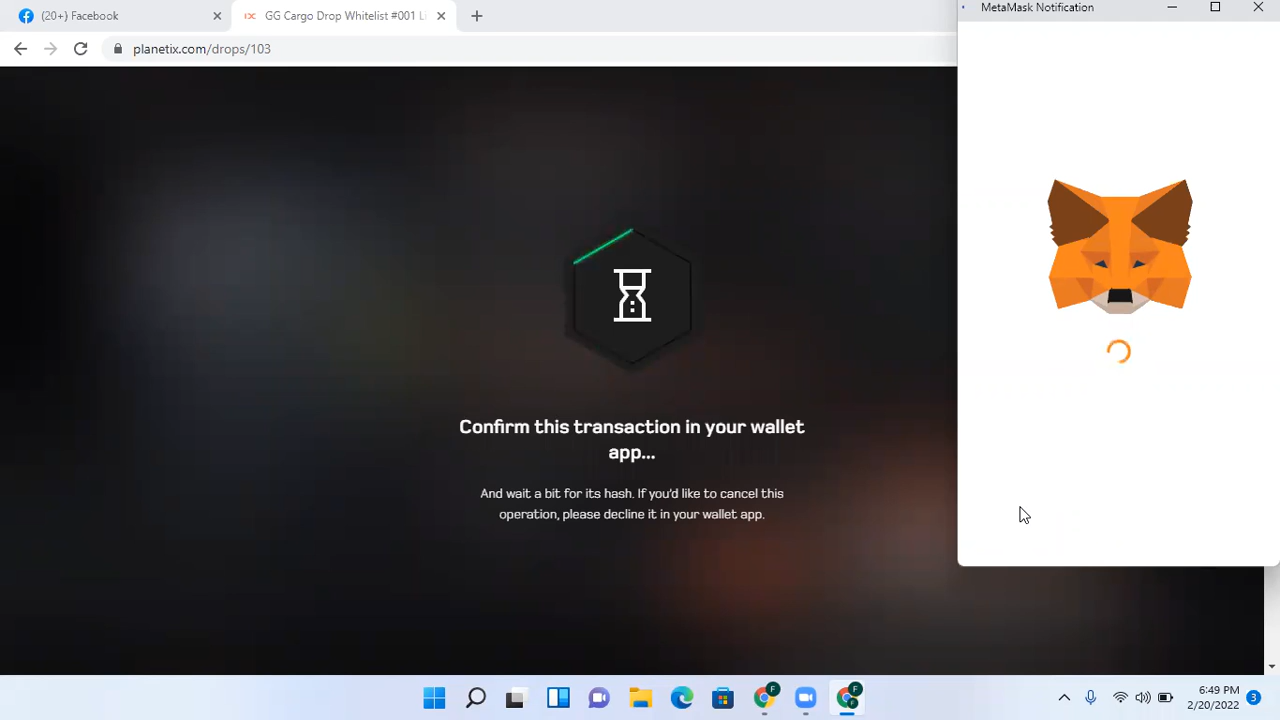 (20+) Facebook
GG Cargo Drop Whitelist #001 Li
MetaMask Notification
planetix.com/drops/103
Confirm this transaction in your wallet
app...
And wait a bit for its hash. If you'd like to cancel this
operation, please decline it in your wallet app.
6:49 PM
2/20/2022
3